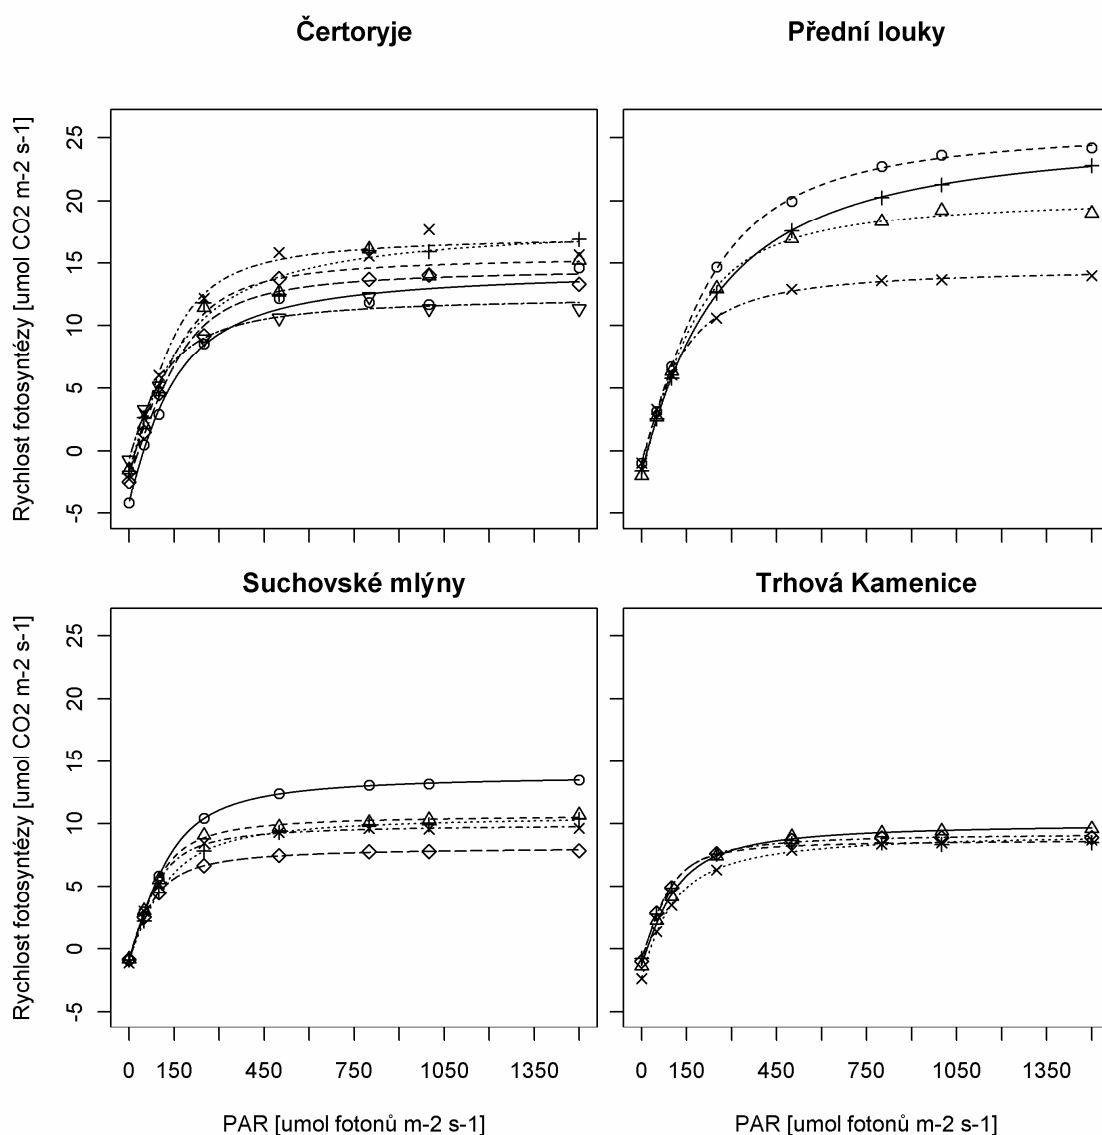 Čertoryje
Přední louky
Rychlost fotosyntézy [umol CO2 m-2 s-1]
25
20
15
10
5
0
-5
Suchovské mlýny
Trhová Kamenice
Rychlost fotosyntézy [umol CO2 m-2 s-1]
25
20
15
10
5
0
-5
0 150 450 750 1050 1350
0 150 450 750 1050 1350
PAR [umol fotonů m-2 s-1]
PAR [umol fotonů m-2 s-1]